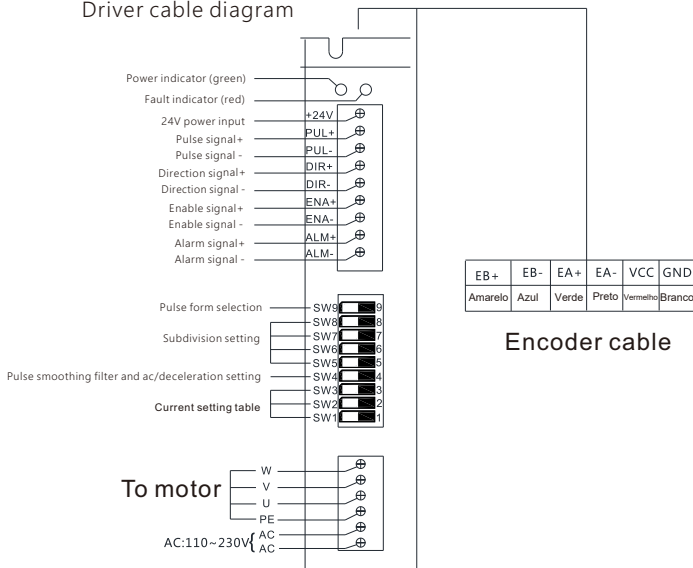 Driver cable diagram
Power indicator (green)
Fault indicator (red)
24V power input +24V
Pulse signal+ PUL+
Pulse signal - PUL-
Direction signal+ DIR+
Direction signal - DIR-
Enable signal+ ENA+
Enable signal - ENA-
Alarm signal+ ALM+
Alarm signal - ALM-
EB+ EB- EA+ EA- VCC GND
Amarelo Azul Verde Preto Vermelho Branco
Encoder cable
Pulse form selection SW9 9
SW8 8
Subdivision setting SW7 7
SW6 6
SW5 5
Pulse smoothing filter and ac/deceleration setting SW4 4
SW3 3
Current setting table SW2 2
SW1 1
To motor
W
V
U
PE
AC:110~230V{ AC
AC